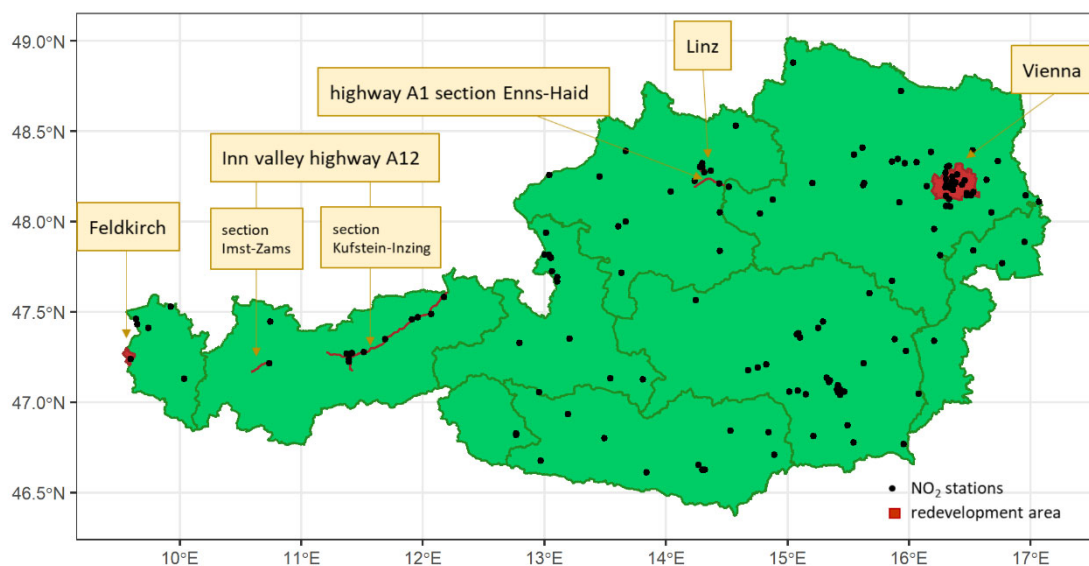 49.0°N
48.5°N
48.0°N
47.5°N
47.0°N
46.5°N
Linz
Vienna
highway A1 section Enns-Haid
Inn valley highway A12
Feldkirch
section
Imst-Zams
section
Kufstein-Inzing
NO₂ stations
redevelopment area
10°E
11°E
12°E
13°E
14°E
15°E
16°E
17°E